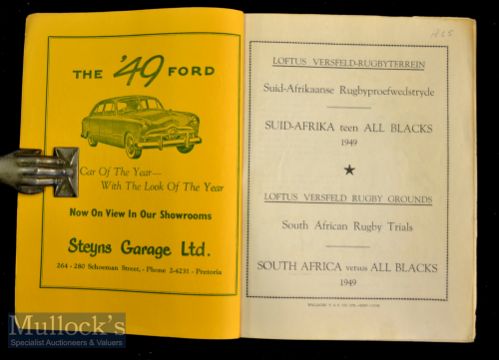 THE '49 FORD
Car Of The Year—
With The Look Of The Year
Now On View In Our Showrooms
Steyns Garage Ltd.
264 - 280 Schoeman Street, - Phone 2-6231 - Pretoria
LOFTUS VERSFELD-RUGBYTERREIN
Suid-Afrikaanse Rugbyproefwedstryde
SUID-AFRIKA teen ALL BLACKS
1949
LOFTUS VERSFELD RUGBY GROUNDS
South African Rugby Trials
SOUTH AFRICA versus ALL BLACKS
1949
Mullock's
Specialist Auctioneers & Valuers